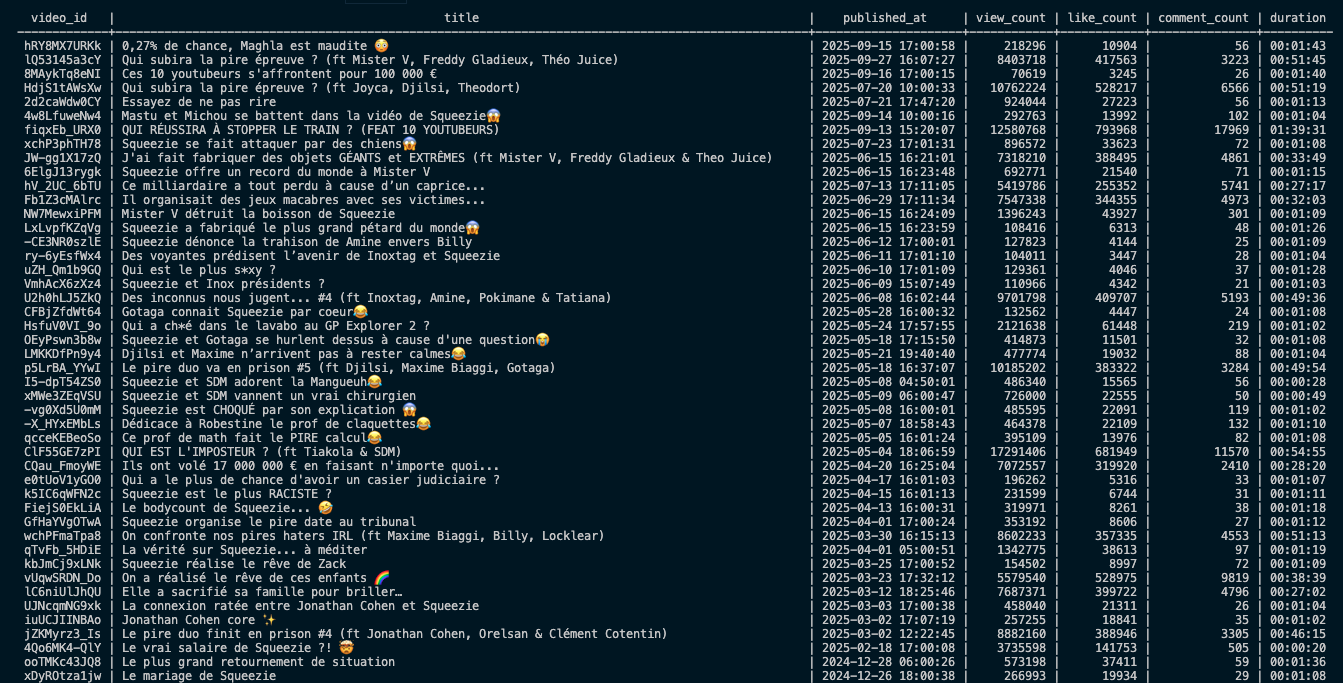 video_id | title | published_at | view_count | like_count | comment_count | duration
hRY8MX7URKk | 0,27% de chance, Maghla est maudite 😳 | 2025-09-15 17:00:58 | 218296 | 10904 | 56 | 00:01:43
lQ53145a3cY | Qui subira la pire épreuve ? (ft Mister V, Freddy Gladieux, Théo Juice) | 2025-09-27 16:07:27 | 8403718 | 417563 | 3223 | 00:51:45
8MAykTq8eNI | Ces 10 youtubeurs s'affrontent pour 100 000 € | 2025-09-16 17:00:15 | 70619 | 3245 | 26 | 00:01:40
HdjS1tAWsXw | Qui subira la pire épreuve ? (ft Joyca, Djilsi, Theodort) | 2025-07-20 10:00:33 | 10762224 | 528217 | 6566 | 00:51:19
2d2caWdw0CY | Essayez de ne pas rire | 2025-07-21 17:47:20 | 924044 | 27223 | 56 | 00:01:13
4w8LfuweNw4 | Mastu et Michou se battent dans la vidéo de Squeezie😱 | 2025-09-14 10:00:16 | 292763 | 13992 | 102 | 00:01:04
fiqxEb_URX0 | QUI RÉUSSIRA À STOPPER LE TRAIN ? (FEAT 10 YOUTUBEURS) | 2025-09-13 15:20:07 | 12580768 | 793968 | 17969 | 01:39:31
xchP3phTH78 | Squeezie se fait attaquer par des chiens😱 | 2025-07-23 17:01:31 | 896572 | 33623 | 72 | 00:01:08
JW-gg1X17zQ | J'ai fait fabriquer des objets GÉANTS et EXTRÊMES (ft Mister V, Freddy Gladieux & Theo Juice) | 2025-06-15 16:21:01 | 7318210 | 388495 | 4861 | 00:33:49
6ElgJ13rygk | Squeezie offre un record du monde à Mister V | 2025-06-15 16:23:48 | 692771 | 21540 | 71 | 00:01:15
hV_2UC_6bTU | Ce milliardaire a tout perdu à cause d’un caprice... | 2025-07-13 17:11:05 | 5419786 | 255352 | 5741 | 00:27:17
Fb1Z3cMAlrc | Il organisait des jeux macabres avec ses victimes... | 2025-06-29 17:11:34 | 7547338 | 344355 | 4973 | 00:32:03
NW7MewxiPFM | Mister V détruit la boisson de Squeezie | 2025-06-15 16:24:09 | 1396243 | 43927 | 301 | 00:01:09
LxLvpfKZqVg | Squeezie a fabriqué le plus grand pétard du monde😱 | 2025-06-15 16:23:59 | 108416 | 6313 | 48 | 00:01:26
-CE3NR0szlE | Squeezie dénonce la trahison de Amine envers Billy | 2025-06-12 17:00:01 | 127823 | 4144 | 25 | 00:01:09
ry-6yEsfWx4 | Des voyantes prédisent l’avenir de Inoxtag et Squeezie | 2025-06-11 17:01:10 | 104011 | 3447 | 28 | 00:01:04
uZH_Qm1b9GQ | Qui est le plus s*xy ? | 2025-06-10 17:01:09 | 129361 | 4046 | 37 | 00:01:28
VmhAcX6zXz4 | Squeezie et Inox présidents ? | 2025-06-09 15:07:49 | 110966 | 4342 | 21 | 00:01:03
U2h0hLJ5ZkQ | Des inconnus nous jugent... #4 (ft Inoxtag, Amine, Pokimane & Tatiana) | 2025-06-08 16:02:44 | 9701798 | 409707 | 5193 | 00:49:36
CFBjZfdWt64 | Gotaga connait Squeezie par coeur😂 | 2025-05-28 16:00:32 | 132562 | 4447 | 24 | 00:01:08
HsfuV0VI_9o | Qui a ch*é dans le lavabo au GP Explorer 2 ? | 2025-05-24 17:57:55 | 2121638 | 61448 | 219 | 00:01:02
OEyPswn3b8w | Squeezie et Gotaga se hurlent dessus à cause d'une question😭 | 2025-05-18 17:15:50 | 414873 | 11501 | 32 | 00:01:08
LMKKDfPn9y4 | Djilsi et Maxime n’arrivent pas à rester calmes😂 | 2025-05-21 19:40:40 | 477774 | 19032 | 88 | 00:01:04
p5LrBA_YYwI | Le pire duo va en prison #5 (ft Djilsi, Maxime Biaggi, Gotaga) | 2025-05-18 16:37:07 | 10185202 | 383322 | 3284 | 00:49:54
I5-dpT54ZS0 | Squeezie et SDM adorent la Mangueuh😂 | 2025-05-08 04:50:01 | 486340 | 15565 | 56 | 00:00:28
xMWe3ZEqVSU | Squeezie et SDM vannent un vrai chirurgien | 2025-05-09 06:00:47 | 726000 | 22555 | 50 | 00:00:49
-vg0Xd5U0mM | Squeezie est CHOQUÉ par son explication 😱 | 2025-05-08 16:00:01 | 485595 | 22091 | 119 | 00:01:02
-X_HYxEMbLs | Dédicace à Robestine le prof de claquettes😂 | 2025-05-07 18:58:43 | 464378 | 22109 | 132 | 00:01:10
qcceKEBeoSo | Ce prof de math fait le PIRE calcul😂 | 2025-05-05 16:01:24 | 395109 | 13976 | 82 | 00:01:08
ClF55GE7zPI | QUI EST L'IMPOSTEUR ? (ft Tiakola & SDM) | 2025-05-04 18:06:59 | 17291406 | 681949 | 11570 | 00:54:55
CQau_FmoyWE | Ils ont volé 17 000 000 € en faisant n'importe quoi... | 2025-04-20 16:25:04 | 7072557 | 319920 | 2410 | 00:28:20
e0tUoV1yGO0 | Qui a le plus de chance d'avoir un casier judiciaire ? | 2025-04-17 16:01:03 | 196262 | 5316 | 33 | 00:01:07
k5IC6qWFN2c | Squeezie est le plus RACISTE ? | 2025-04-15 16:01:13 | 231599 | 6744 | 31 | 00:01:11
FiejS0EkLiA | Le bodycount de Squeezie... 🤣 | 2025-04-13 16:00:31 | 319971 | 8261 | 38 | 00:01:18
GfHaYVgOTwA | Squeezie organise le pire date au tribunal | 2025-04-01 17:00:24 | 353192 | 8606 | 27 | 00:01:12
wchPFmaTpa8 | On confronte nos pires haters IRL (ft Maxime Biaggi, Billy, Locklear) | 2025-03-30 16:15:13 | 8602233 | 357335 | 4553 | 00:51:13
qTvFb_5HDiE | La vérité sur Squeezie... à méditer | 2025-04-01 05:00:51 | 1342775 | 38613 | 97 | 00:01:19
kbJmCj9xLNk | Squeezie réalise le rêve de Zack | 2025-03-25 17:00:52 | 154502 | 8997 | 72 | 00:01:09
vUqwSRDN_Do | On a réalisé le rêve de ces enfants 🌈 | 2025-03-23 17:32:12 | 5579540 | 528975 | 9819 | 00:38:39
lC6niUlJhQU | Elle a sacrifié sa famille pour briller… | 2025-03-12 18:25:46 | 7687371 | 399722 | 4796 | 00:27:02
UJNcqmNG9xk | La connexion ratée entre Jonathan Cohen et Squeezie | 2025-03-03 17:00:38 | 458040 | 21311 | 26 | 00:01:04
iuUCJIINBAo | Jonathan Cohen core ✨ | 2025-03-02 17:07:19 | 257255 | 18841 | 35 | 00:01:02
jZKMyrz3_Is | Le pire duo finit en prison #4 (ft Jonathan Cohen, Orelsan & Clément Cotentin) | 2025-03-02 12:22:45 | 8882160 | 388946 | 3305 | 00:46:15
4Qo6MK4-QlY | Le vrai salaire de Squeezie ?! 🤯 | 2025-02-18 17:00:08 | 3735598 | 141753 | 505 | 00:00:20
ooTMKc43JQ8 | Le plus grand retournement de situation | 2024-12-28 06:00:26 | 573198 | 37411 | 59 | 00:01:36
xDyROtza1jw | Le mariage de Squeezie | 2024-12-26 18:00:38 | 266993 | 19934 | 29 | 00:01:08